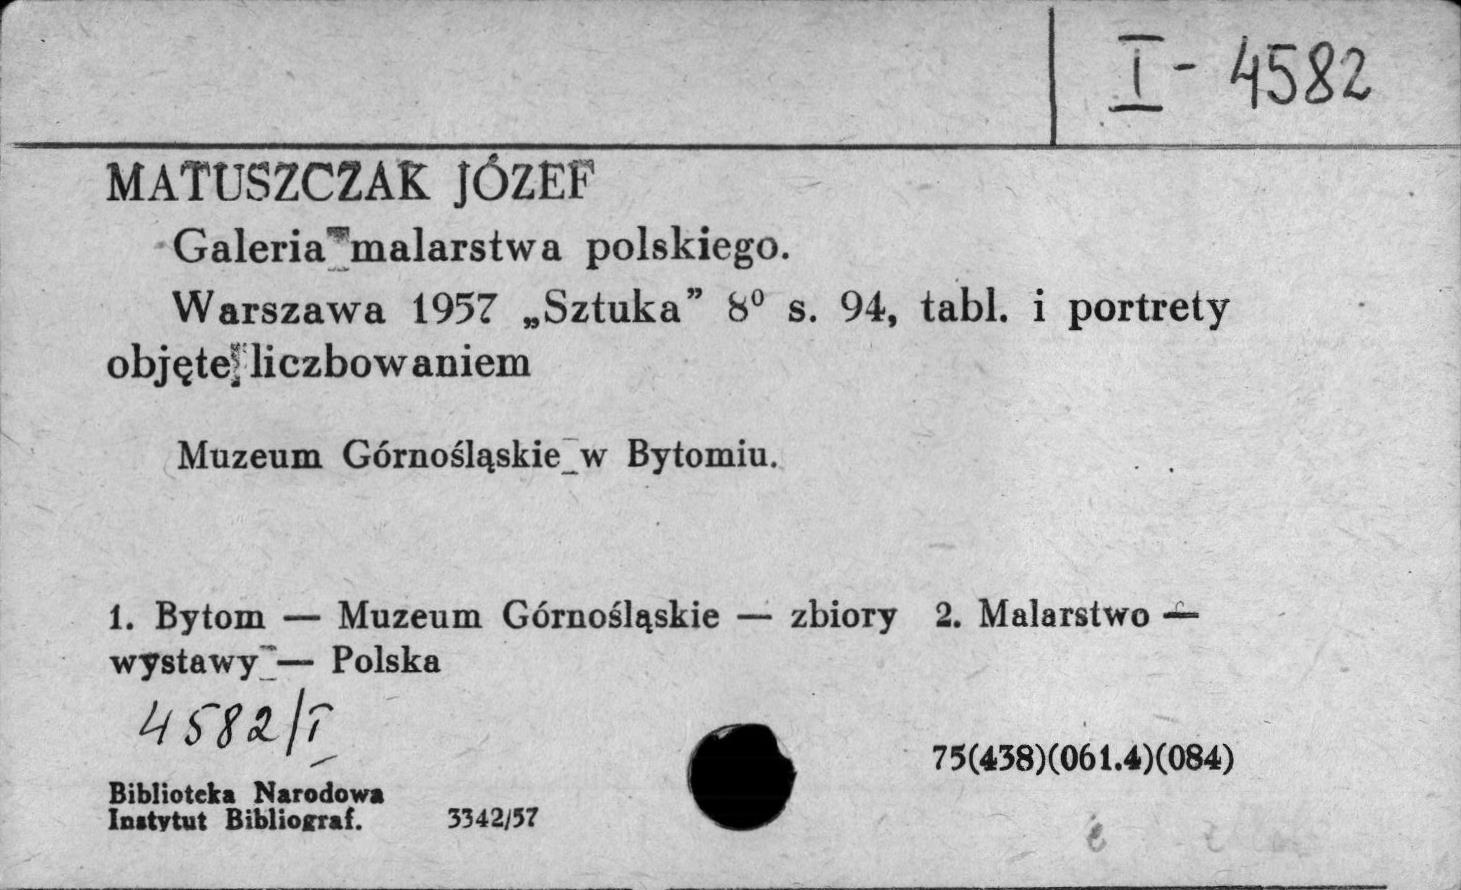 I - 4582
MATUSZCZAK JÓZEF
Galeria malarstwa polskiego.
Warszawa 1957 „Sztuka” 8⁰ s. 94, tabl. i portrety
objęte liczbowaniem
Muzeum Górnośląskie w Bytomiu.
1. Bytom — Muzeum Górnośląskie — zbiory 2. Malarstwo —
wystawy — Polska
4582/I
75(438)(061.4)(084)
Biblioteka Narodowa
Instytut Bibliograf. 3342/57